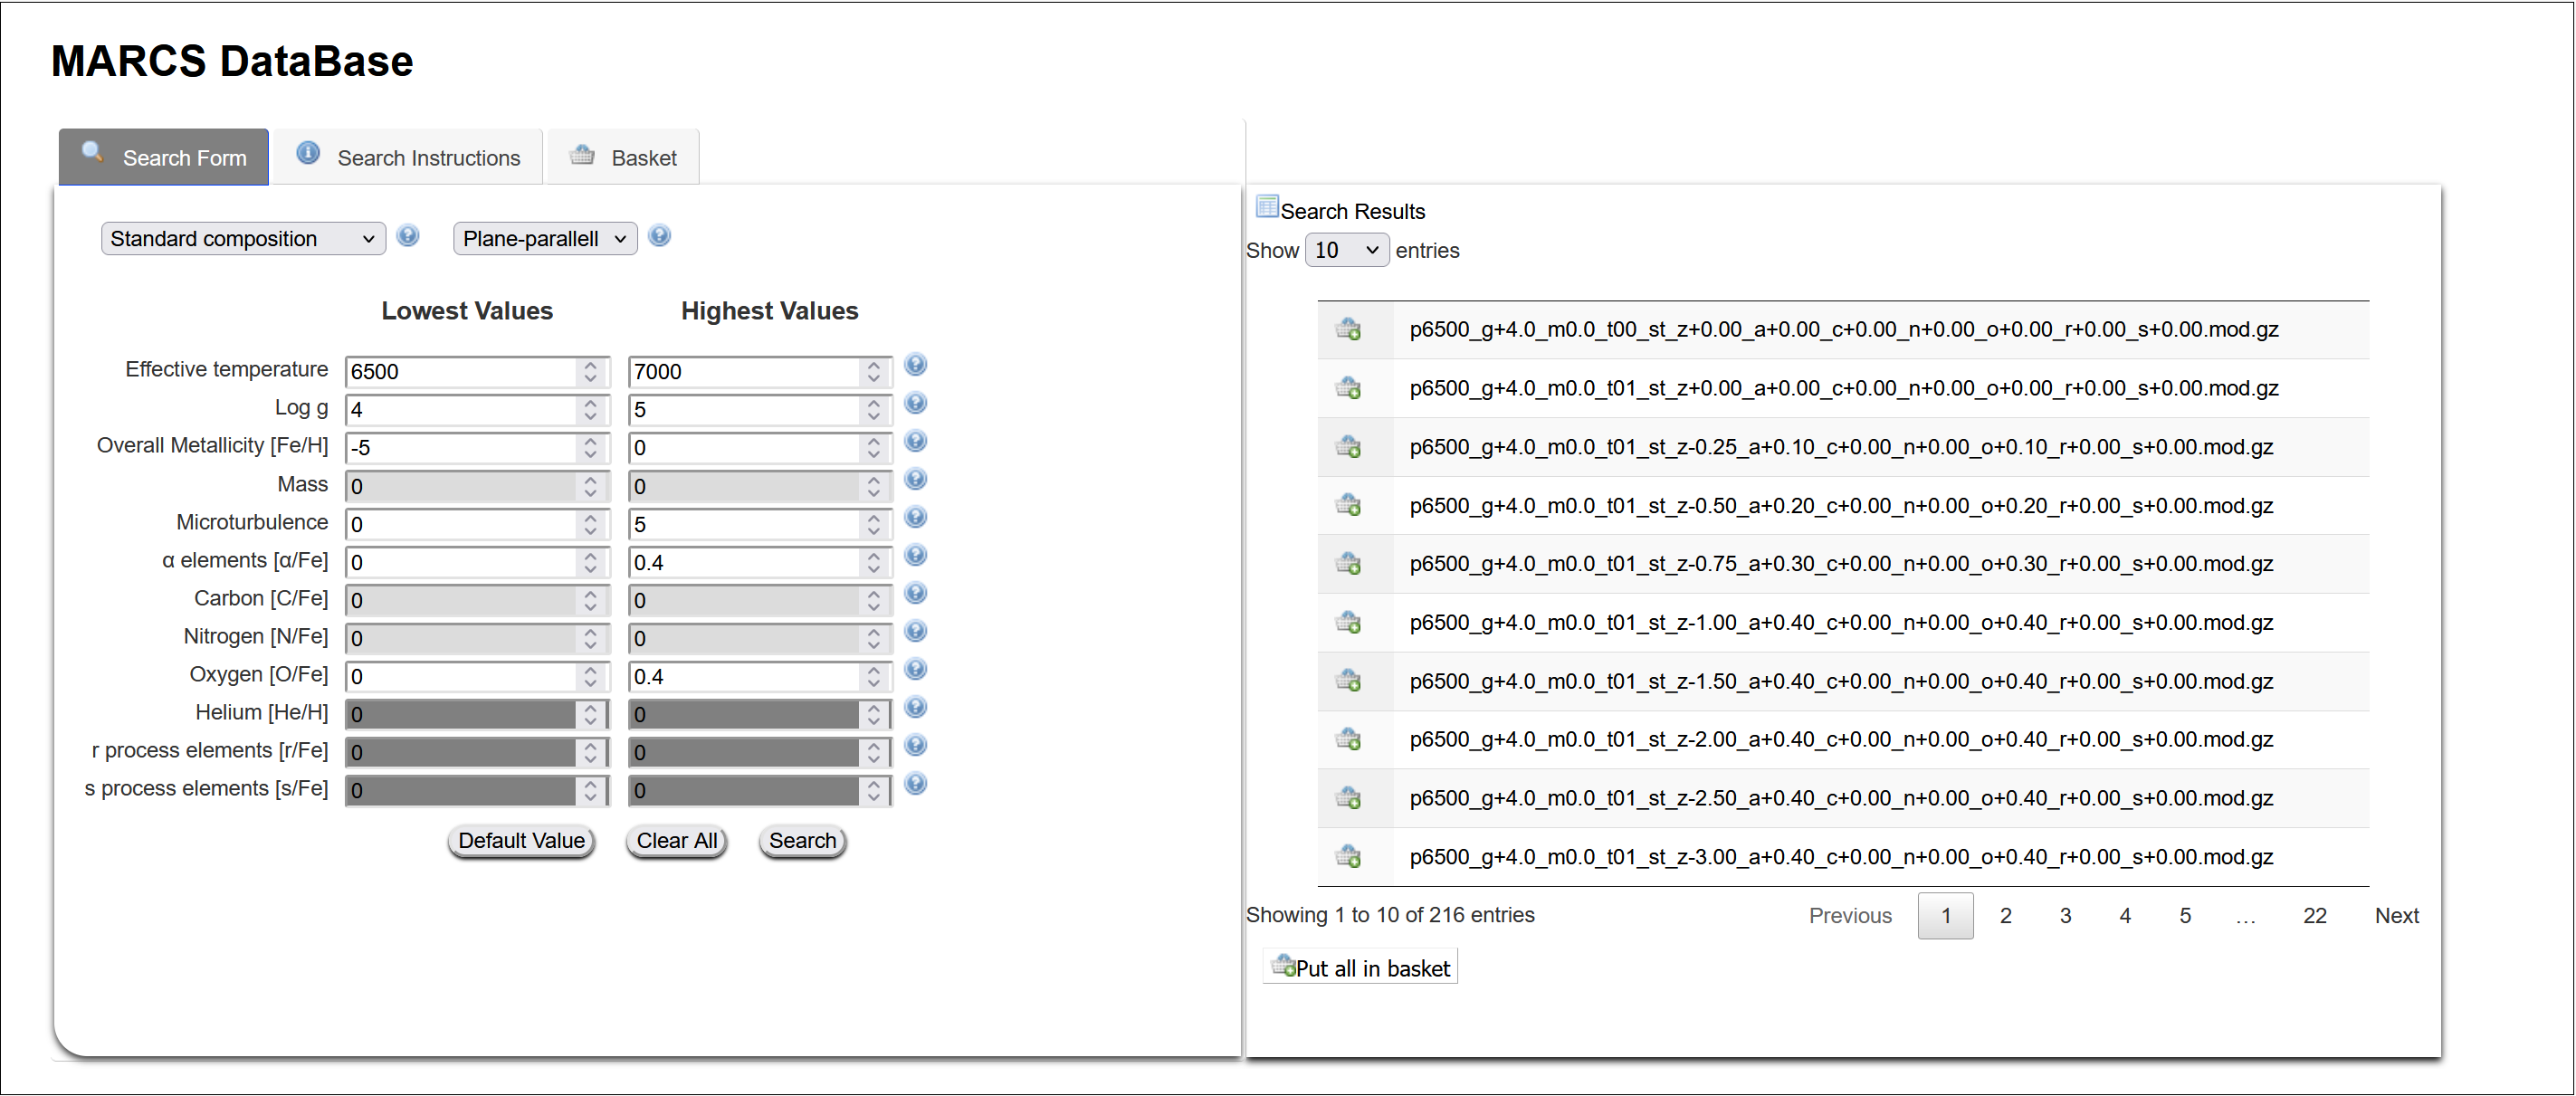 MARCS DataBase
Search Form
Search Instructions
Basket
Standard composition
Plane-parallell
Lowest Values Highest Values
Effective temperature 6500 7000
Log g 4 5
Overall Metallicity [Fe/H] -5 0
Mass 0 0
Microturbulence 0 5
α elements [α/Fe] 0 0.4
Carbon [C/Fe] 0 0
Nitrogen [N/Fe] 0 0
Oxygen [O/Fe] 0 0.4
Helium [He/H] 0 0
r process elements [r/Fe] 0 0
s process elements [s/Fe] 0 0
Default Value Clear All Search
Search Results
Show 10 entries
p6500_g+4.0_m0.0_t00_st_z+0.00_a+0.00_c+0.00_n+0.00_o+0.00_r+0.00_s+0.00.mod.gz
p6500_g+4.0_m0.0_t01_st_z+0.00_a+0.00_c+0.00_n+0.00_o+0.00_r+0.00_s+0.00.mod.gz
p6500_g+4.0_m0.0_t01_st_z-0.25_a+0.10_c+0.00_n+0.00_o+0.10_r+0.00_s+0.00.mod.gz
p6500_g+4.0_m0.0_t01_st_z-0.50_a+0.20_c+0.00_n+0.00_o+0.20_r+0.00_s+0.00.mod.gz
p6500_g+4.0_m0.0_t01_st_z-0.75_a+0.30_c+0.00_n+0.00_o+0.30_r+0.00_s+0.00.mod.gz
p6500_g+4.0_m0.0_t01_st_z-1.00_a+0.40_c+0.00_n+0.00_o+0.40_r+0.00_s+0.00.mod.gz
p6500_g+4.0_m0.0_t01_st_z-1.50_a+0.40_c+0.00_n+0.00_o+0.40_r+0.00_s+0.00.mod.gz
p6500_g+4.0_m0.0_t01_st_z-2.00_a+0.40_c+0.00_n+0.00_o+0.40_r+0.00_s+0.00.mod.gz
p6500_g+4.0_m0.0_t01_st_z-2.50_a+0.40_c+0.00_n+0.00_o+0.40_r+0.00_s+0.00.mod.gz
p6500_g+4.0_m0.0_t01_st_z-3.00_a+0.40_c+0.00_n+0.00_o+0.40_r+0.00_s+0.00.mod.gz
Showing 1 to 10 of 216 entries
Previous 1 2 3 4 5 … 22 Next
Put all in basket